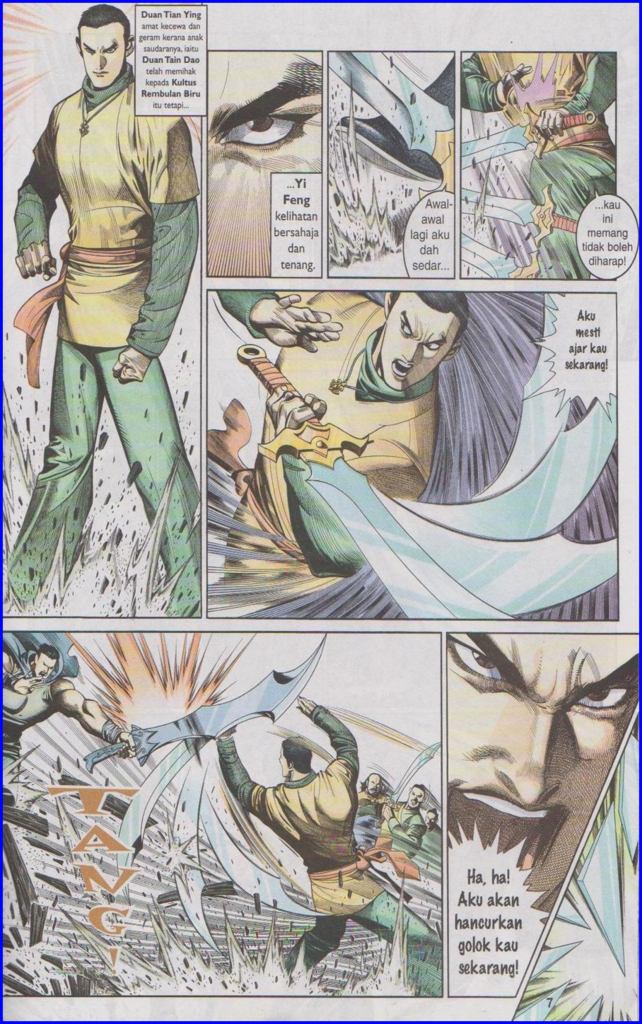 Duan Tian Ying
amat kecewa dan
geram kerana anak
saudaranya, iaitu
Duan Tain Dao
telah memihak
kepada Kultus
Rembulan Biru
itu tetapi...
...Yi
Feng
kelihatan
bersahaja
dan
tenang.
Awal-
awal
lagi aku
dah
sedar...
...kau
ini
memang
tidak boleh
diharap!
Aku
mesti
ajar kau
sekarang!
TANG!
Ha, ha!
Aku akan
hancurkan
golok kau
sekarang!
7